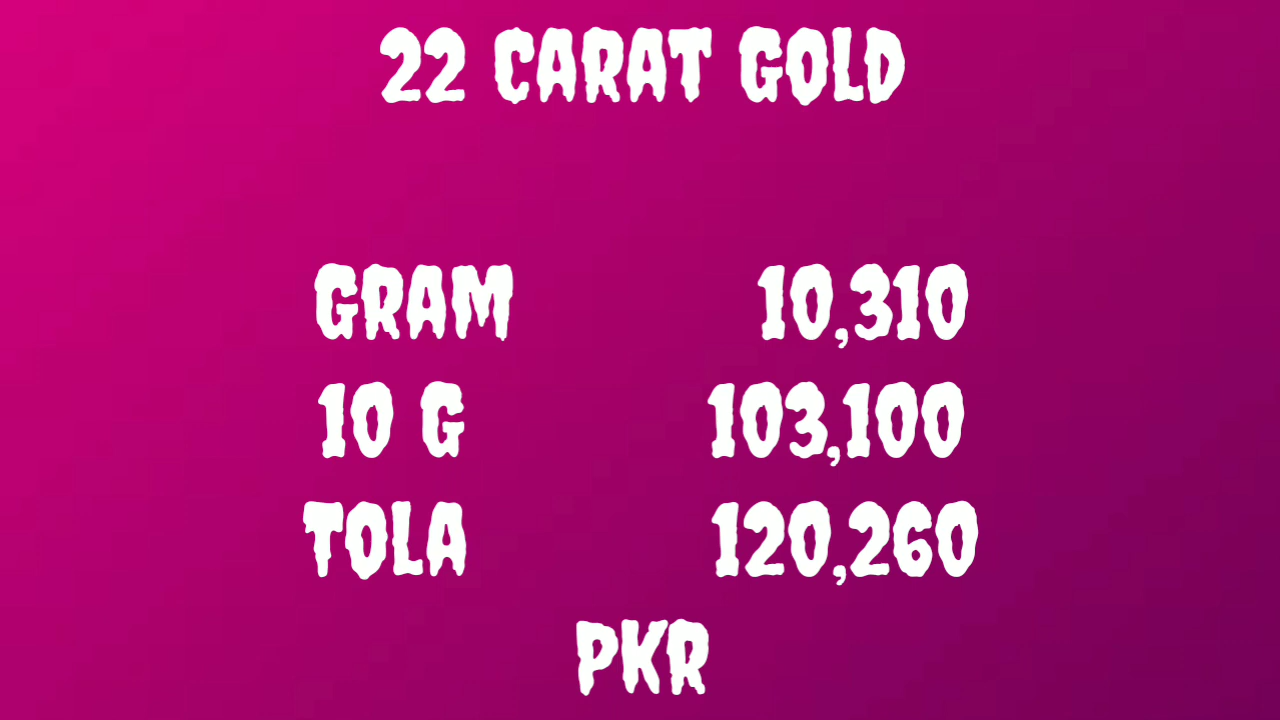 22 CARAT GOLD
GRAM 10,310
10 G 103,100
TOLA 120,260
PKR